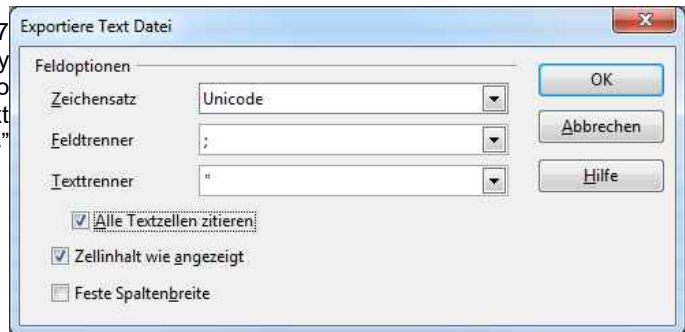 Exportiere Text Datei
Feldoptionen
Zeichensatz Unicode
Feldtrenner ;
Texttrenner "
Alle Textzellen zitieren
Zellinhalt wie angezeigt
Feste Spaltenbreite
OK
Abbrechen
Hilfe
7
y
o